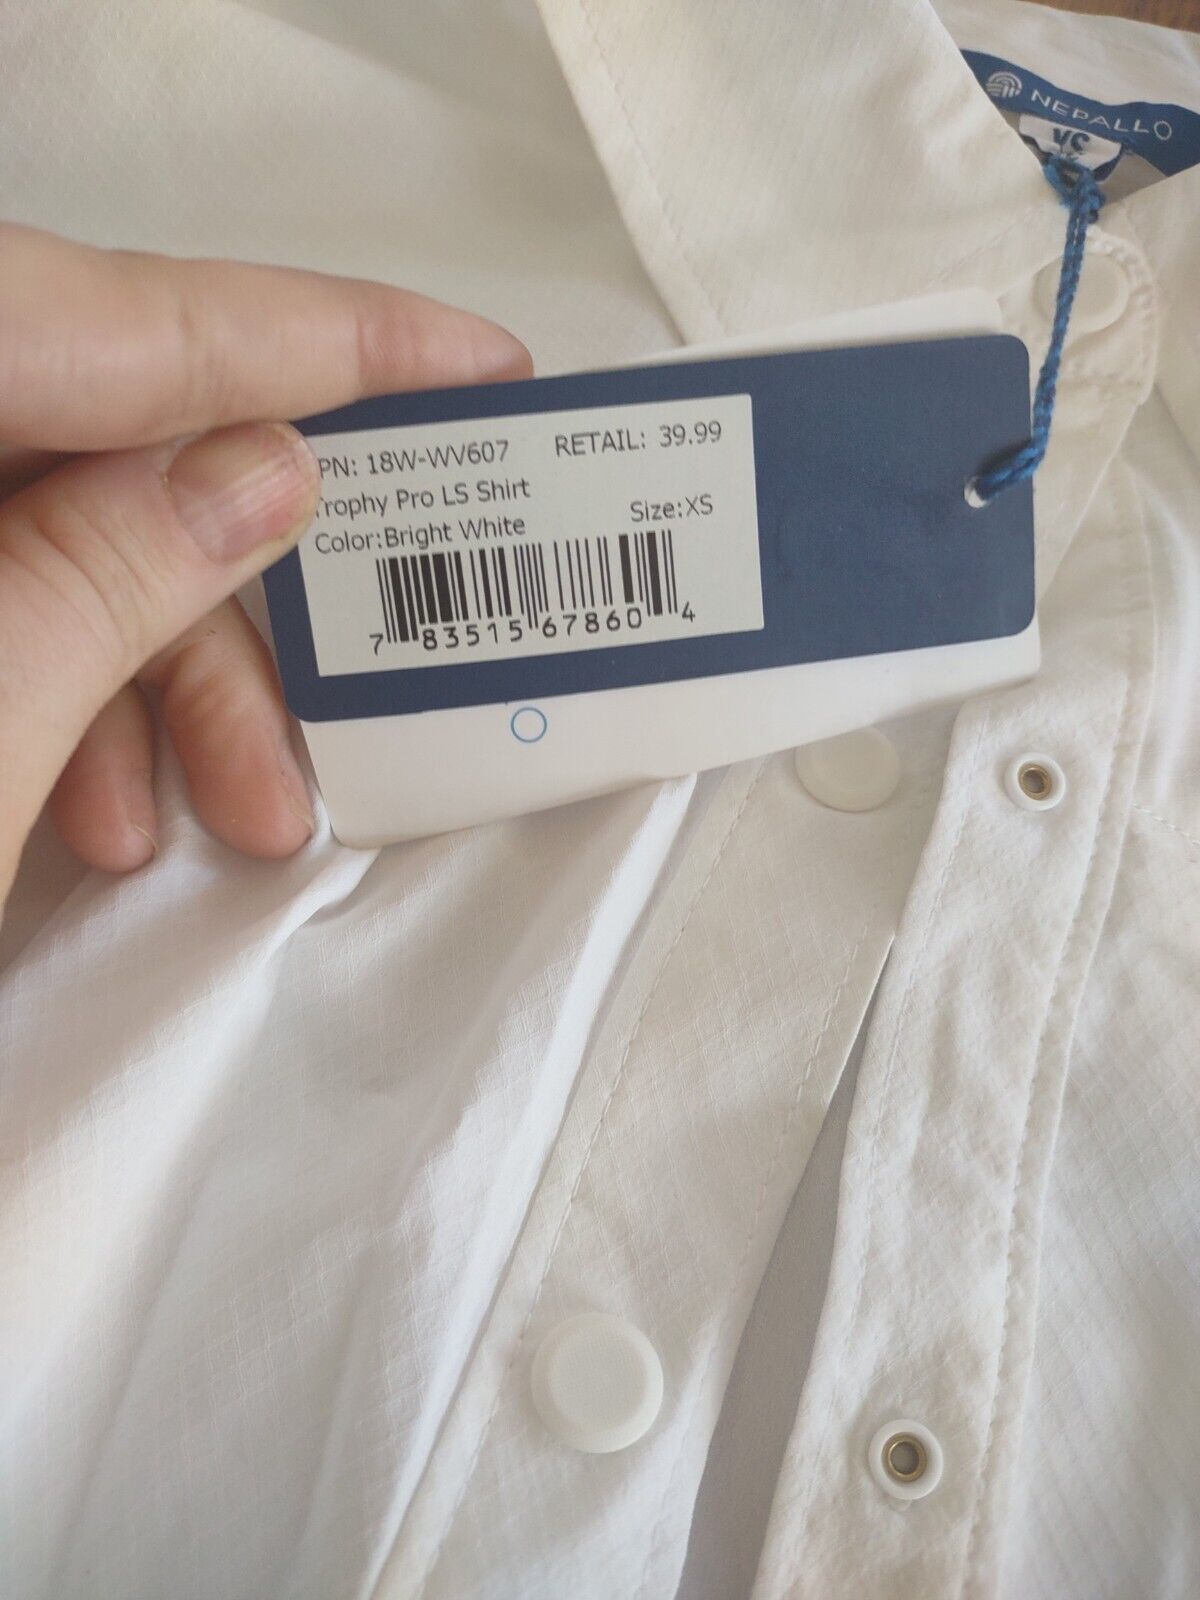 NEPALLO
XS
PN: 18W-WV607 RETAIL: 39.99
Trophy Pro LS Shirt
Color:Bright White Size:XS
7 83515 67860 4